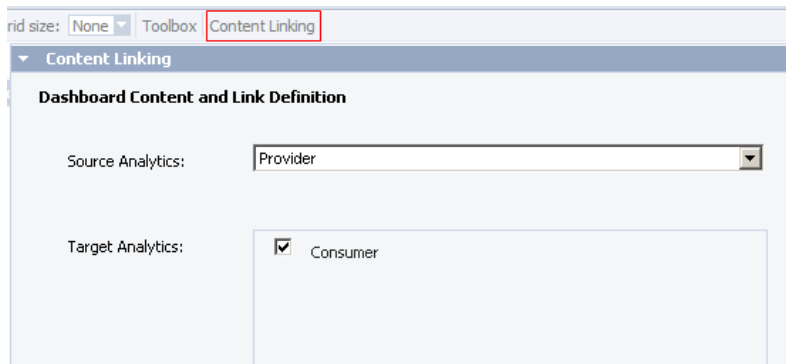 rid size: None Toolbox Content Linking
Content Linking
Dashboard Content and Link Definition
Source Analytics: Provider
Target Analytics: Consumer